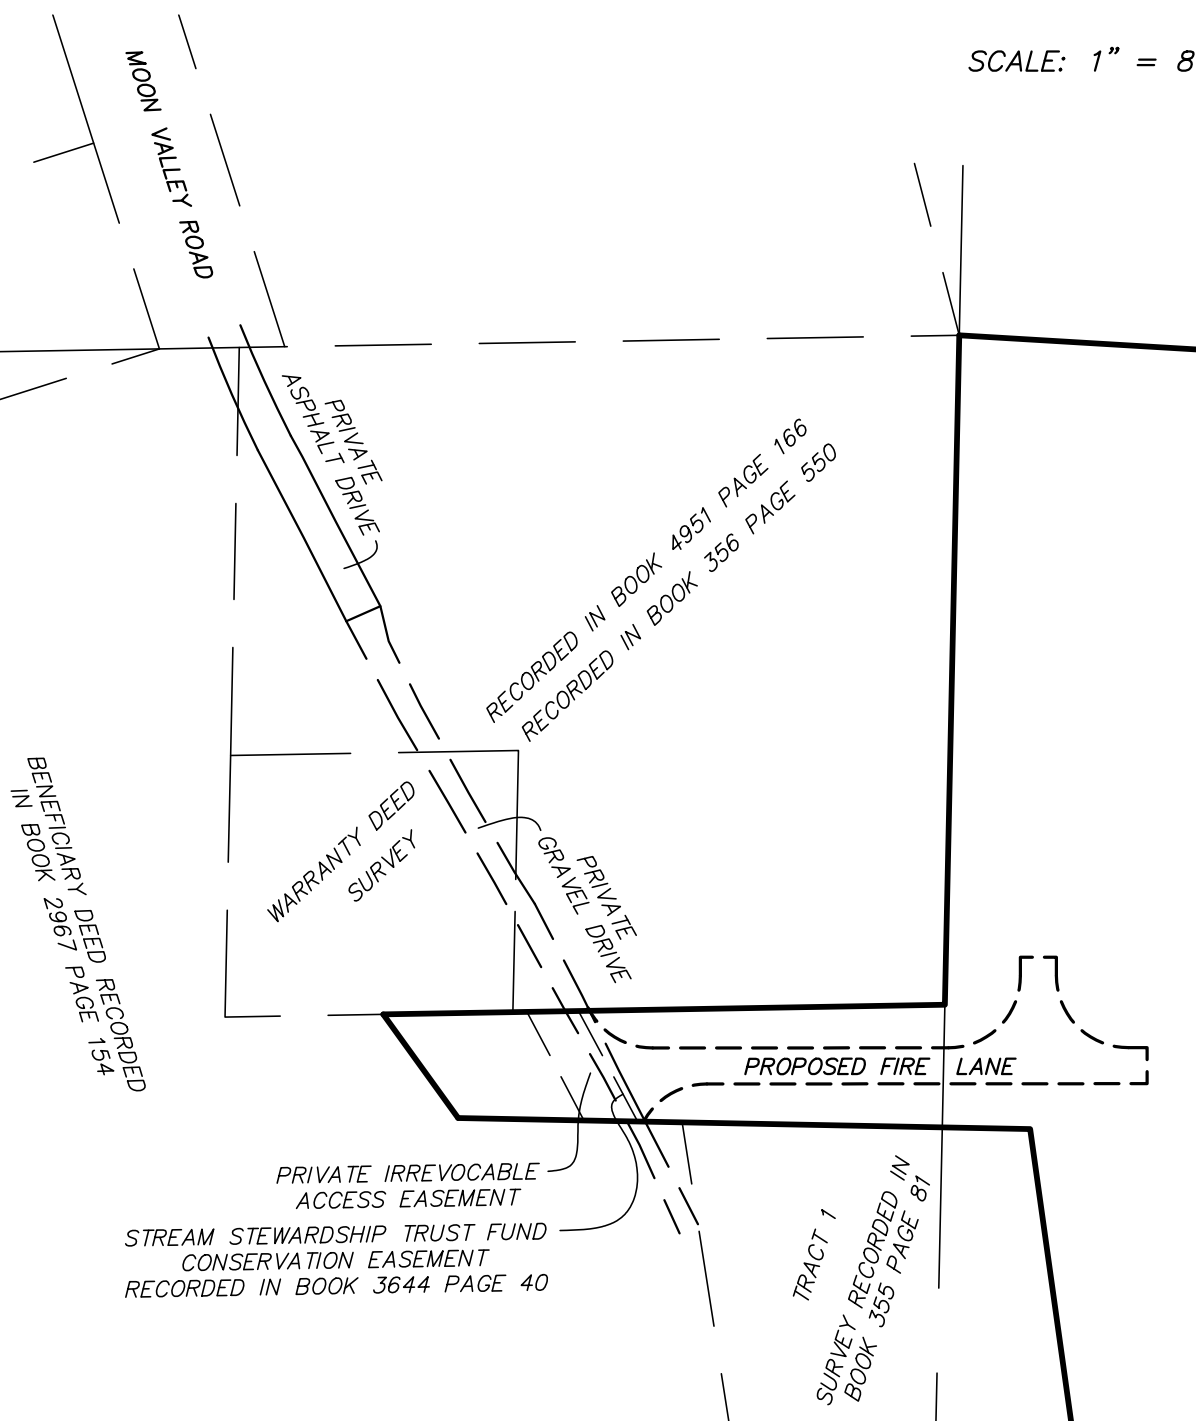 SCALE: 1" = 8
MOON VALLEY ROAD
PRIVATE
ASPHALT DRIVE
RECORDED IN BOOK 4951 PAGE 166
RECORDED IN BOOK 356 PAGE 550
WARRANTY DEED
SURVEY
BENEFICIARY DEED RECORDED
IN BOOK 2967 PAGE 154
PRIVATE
GRAVEL DRIVE
PROPOSED FIRE LANE
PRIVATE IRREVOCABLE
ACCESS EASEMENT
STREAM STEWARDSHIP TRUST FUND
CONSERVATION EASEMENT
RECORDED IN BOOK 3644 PAGE 40
TRACT 1
SURVEY RECORDED IN
BOOK 355 PAGE 81